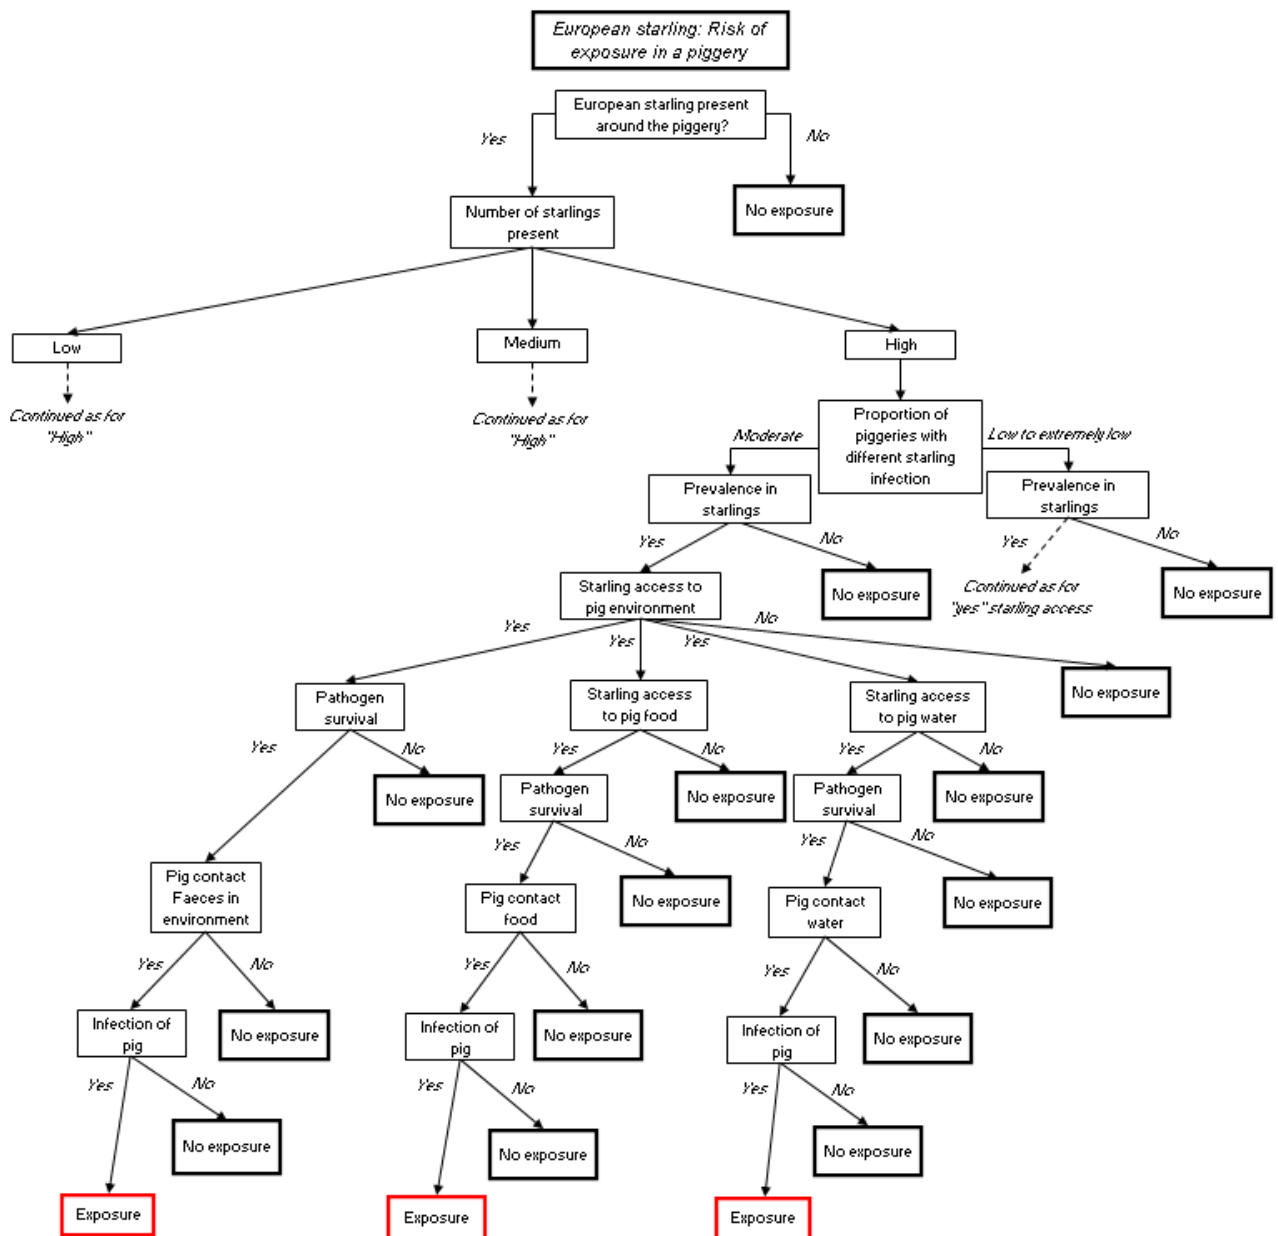 European starling: Risk of
exposure in a piggery
European starling present
around the piggery?
Yes
No
No exposure
Number of starlings
present
Low
Medium
High
Continued as for
"High"
Continued as for
"High"
Proportion of
piggeries with
different starling
infection
Moderate
Low to extremely low
Prevalence in
starlings
Prevalence in
starlings
Yes
No
Yes
No
Starling access to
pig environment
No exposure
Continued as for
"yes" starling access
No exposure
Yes
Yes
Yes
No
Pathogen
survival
Starling access
to pig food
Starling access
to pig water
No exposure
Yes
No
Yes
No
Yes
No
No exposure
Pathogen
survival
No exposure
Pathogen
survival
No exposure
Yes
No
Yes
No
Pig contact
Faeces in
environment
Pig contact
food
No exposure
Pig contact
water
No exposure
Yes
No
Yes
No
Yes
No
Infection of
pig
No exposure
Infection of
pig
No exposure
Infection of
pig
No exposure
Yes
No
Yes
No
Yes
No
No exposure
No exposure
No exposure
Exposure
Exposure
Exposure